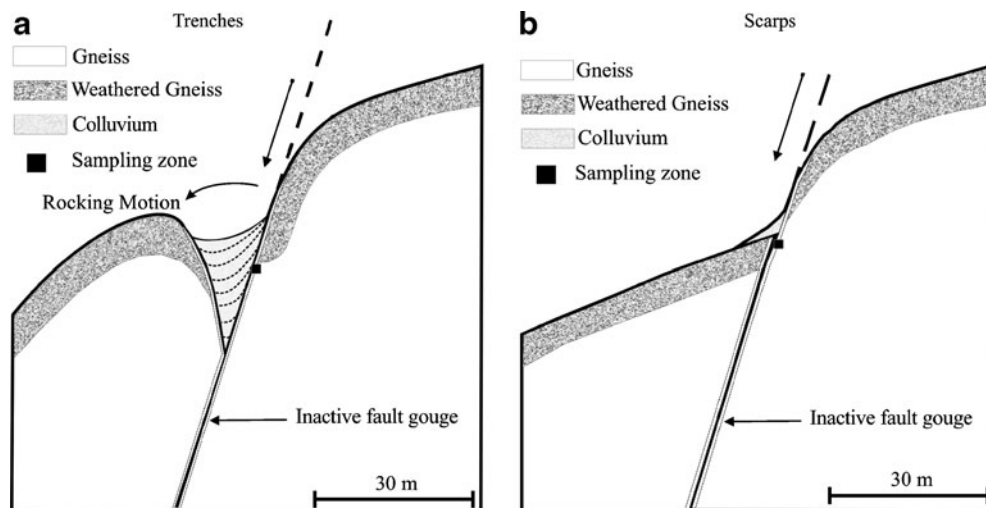 a
Trenches
Gneiss
Weathered Gneiss
Colluvium
Sampling zone
Rocking Motion
Inactive fault gouge
30 m
b
Scarps
Gneiss
Weathered Gneiss
Colluvium
Sampling zone
Inactive fault gouge
30 m